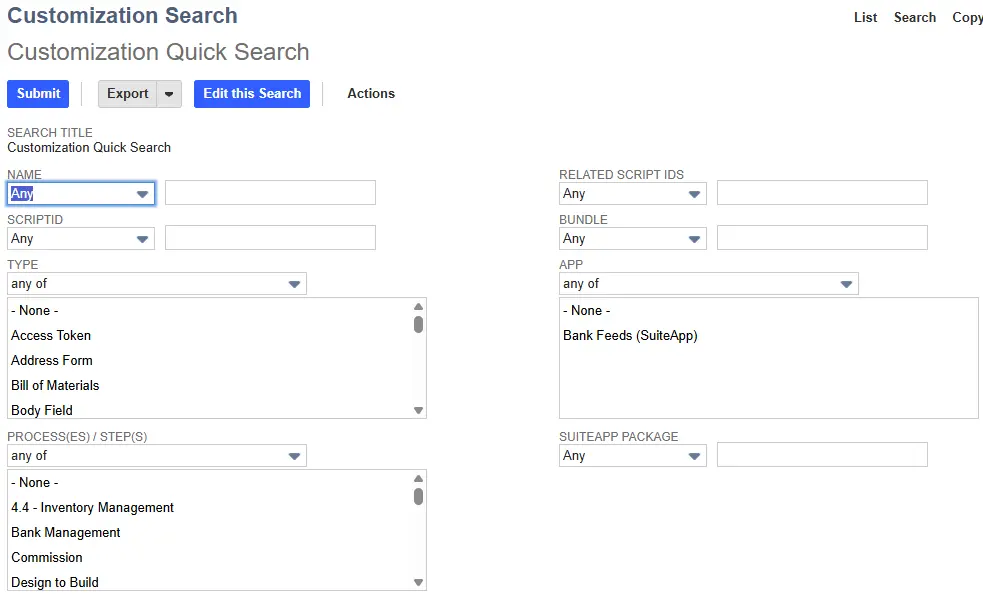 Customization Search
List Search Copy
Customization Quick Search
Submit Export Edit this Search Actions
SEARCH TITLE
Customization Quick Search
NAME
Any
RELATED SCRIPT IDS
Any
SCRIPTID
Any
BUNDLE
Any
TYPE
any of
- None -
Access Token
Address Form
Bill of Materials
Body Field
APP
any of
- None -
Bank Feeds (SuiteApp)
PROCESS(ES) / STEP(S)
any of
- None -
4.4 - Inventory Management
Bank Management
Commission
Design to Build
SUITEAPP PACKAGE
Any